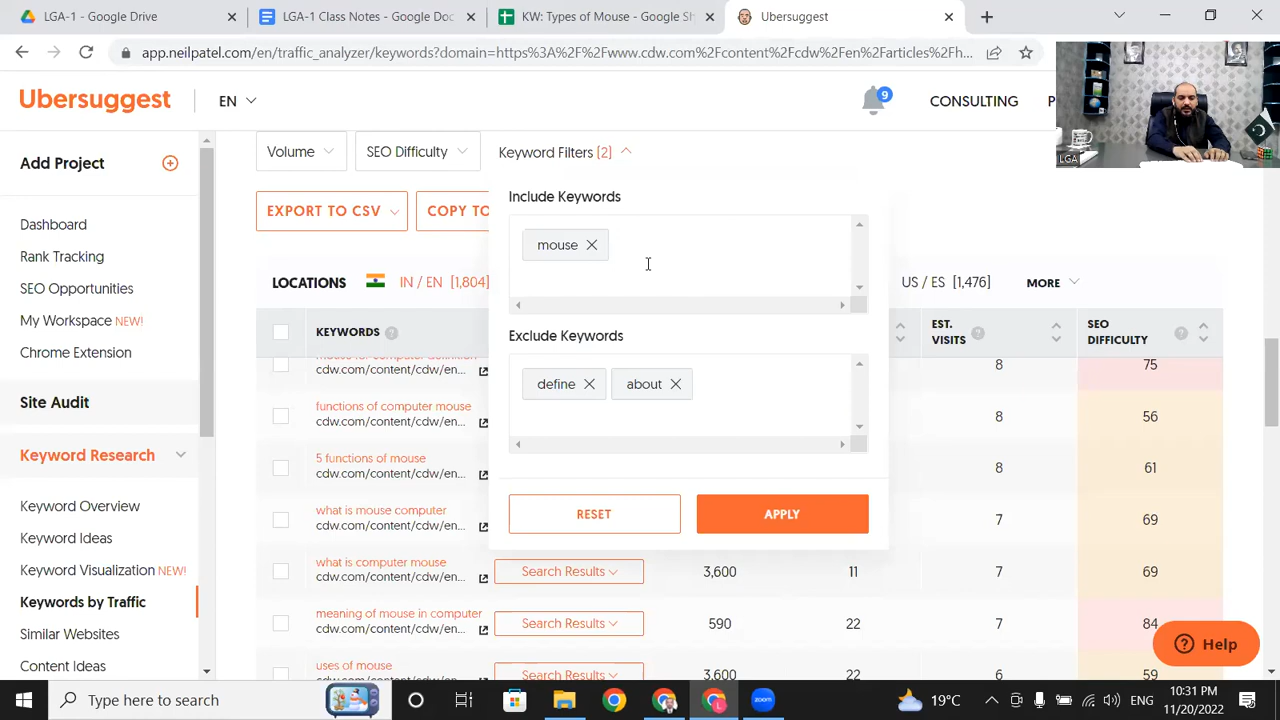 LGA-1 - Google Drive
LGA-1 Class Notes - Google Doc
KW: Types of Mouse - Google
Ubersuggest
app.neilpatel.com/en/traffic_analyzer/keywords?domain=https%3A%2F%2Fwww.cdw.com%2Fcontent%2Fcdw%2Fen%2Farticles%2Fh...
Ubersuggest
EN
9
CONSULTING
P
LGA
Add Project
Dashboard
Rank Tracking
SEO Opportunities
My Workspace NEW!
Chrome Extension
Site Audit
Keyword Research
Keyword Overview
Keyword Ideas
Keyword Visualization NEW!
Keywords by Traffic
Similar Websites
Content Ideas
Volume
SEO Difficulty
Keyword Filters [2]
EXPORT TO CSV
COPY TO
Include Keywords
mouse
Exclude Keywords
define
about
RESET
APPLY
LOCATIONS
IN / EN [1,804]
US / ES [1,476]
MORE
KEYWORDS ?
EST. VISITS ?
SEO DIFFICULTY ?
cdw.com/content/cdw/en...
8
75
functions of computer mouse
cdw.com/content/cdw/en...
8
56
5 functions of mouse
cdw.com/content/cdw/en...
8
61
what is mouse computer
cdw.com/content/cdw/en...
7
69
what is computer mouse
cdw.com/content/cdw/en...
Search Results
3,600
11
7
69
meaning of mouse in computer
cdw.com/content/cdw/en...
Search Results
590
22
7
84
uses of mouse
cdw.com/content/cdw/en...
Search Results
3,600
22
6
59
? Help
Type here to search
19°C
ENG
10:31 PM
11/20/2022